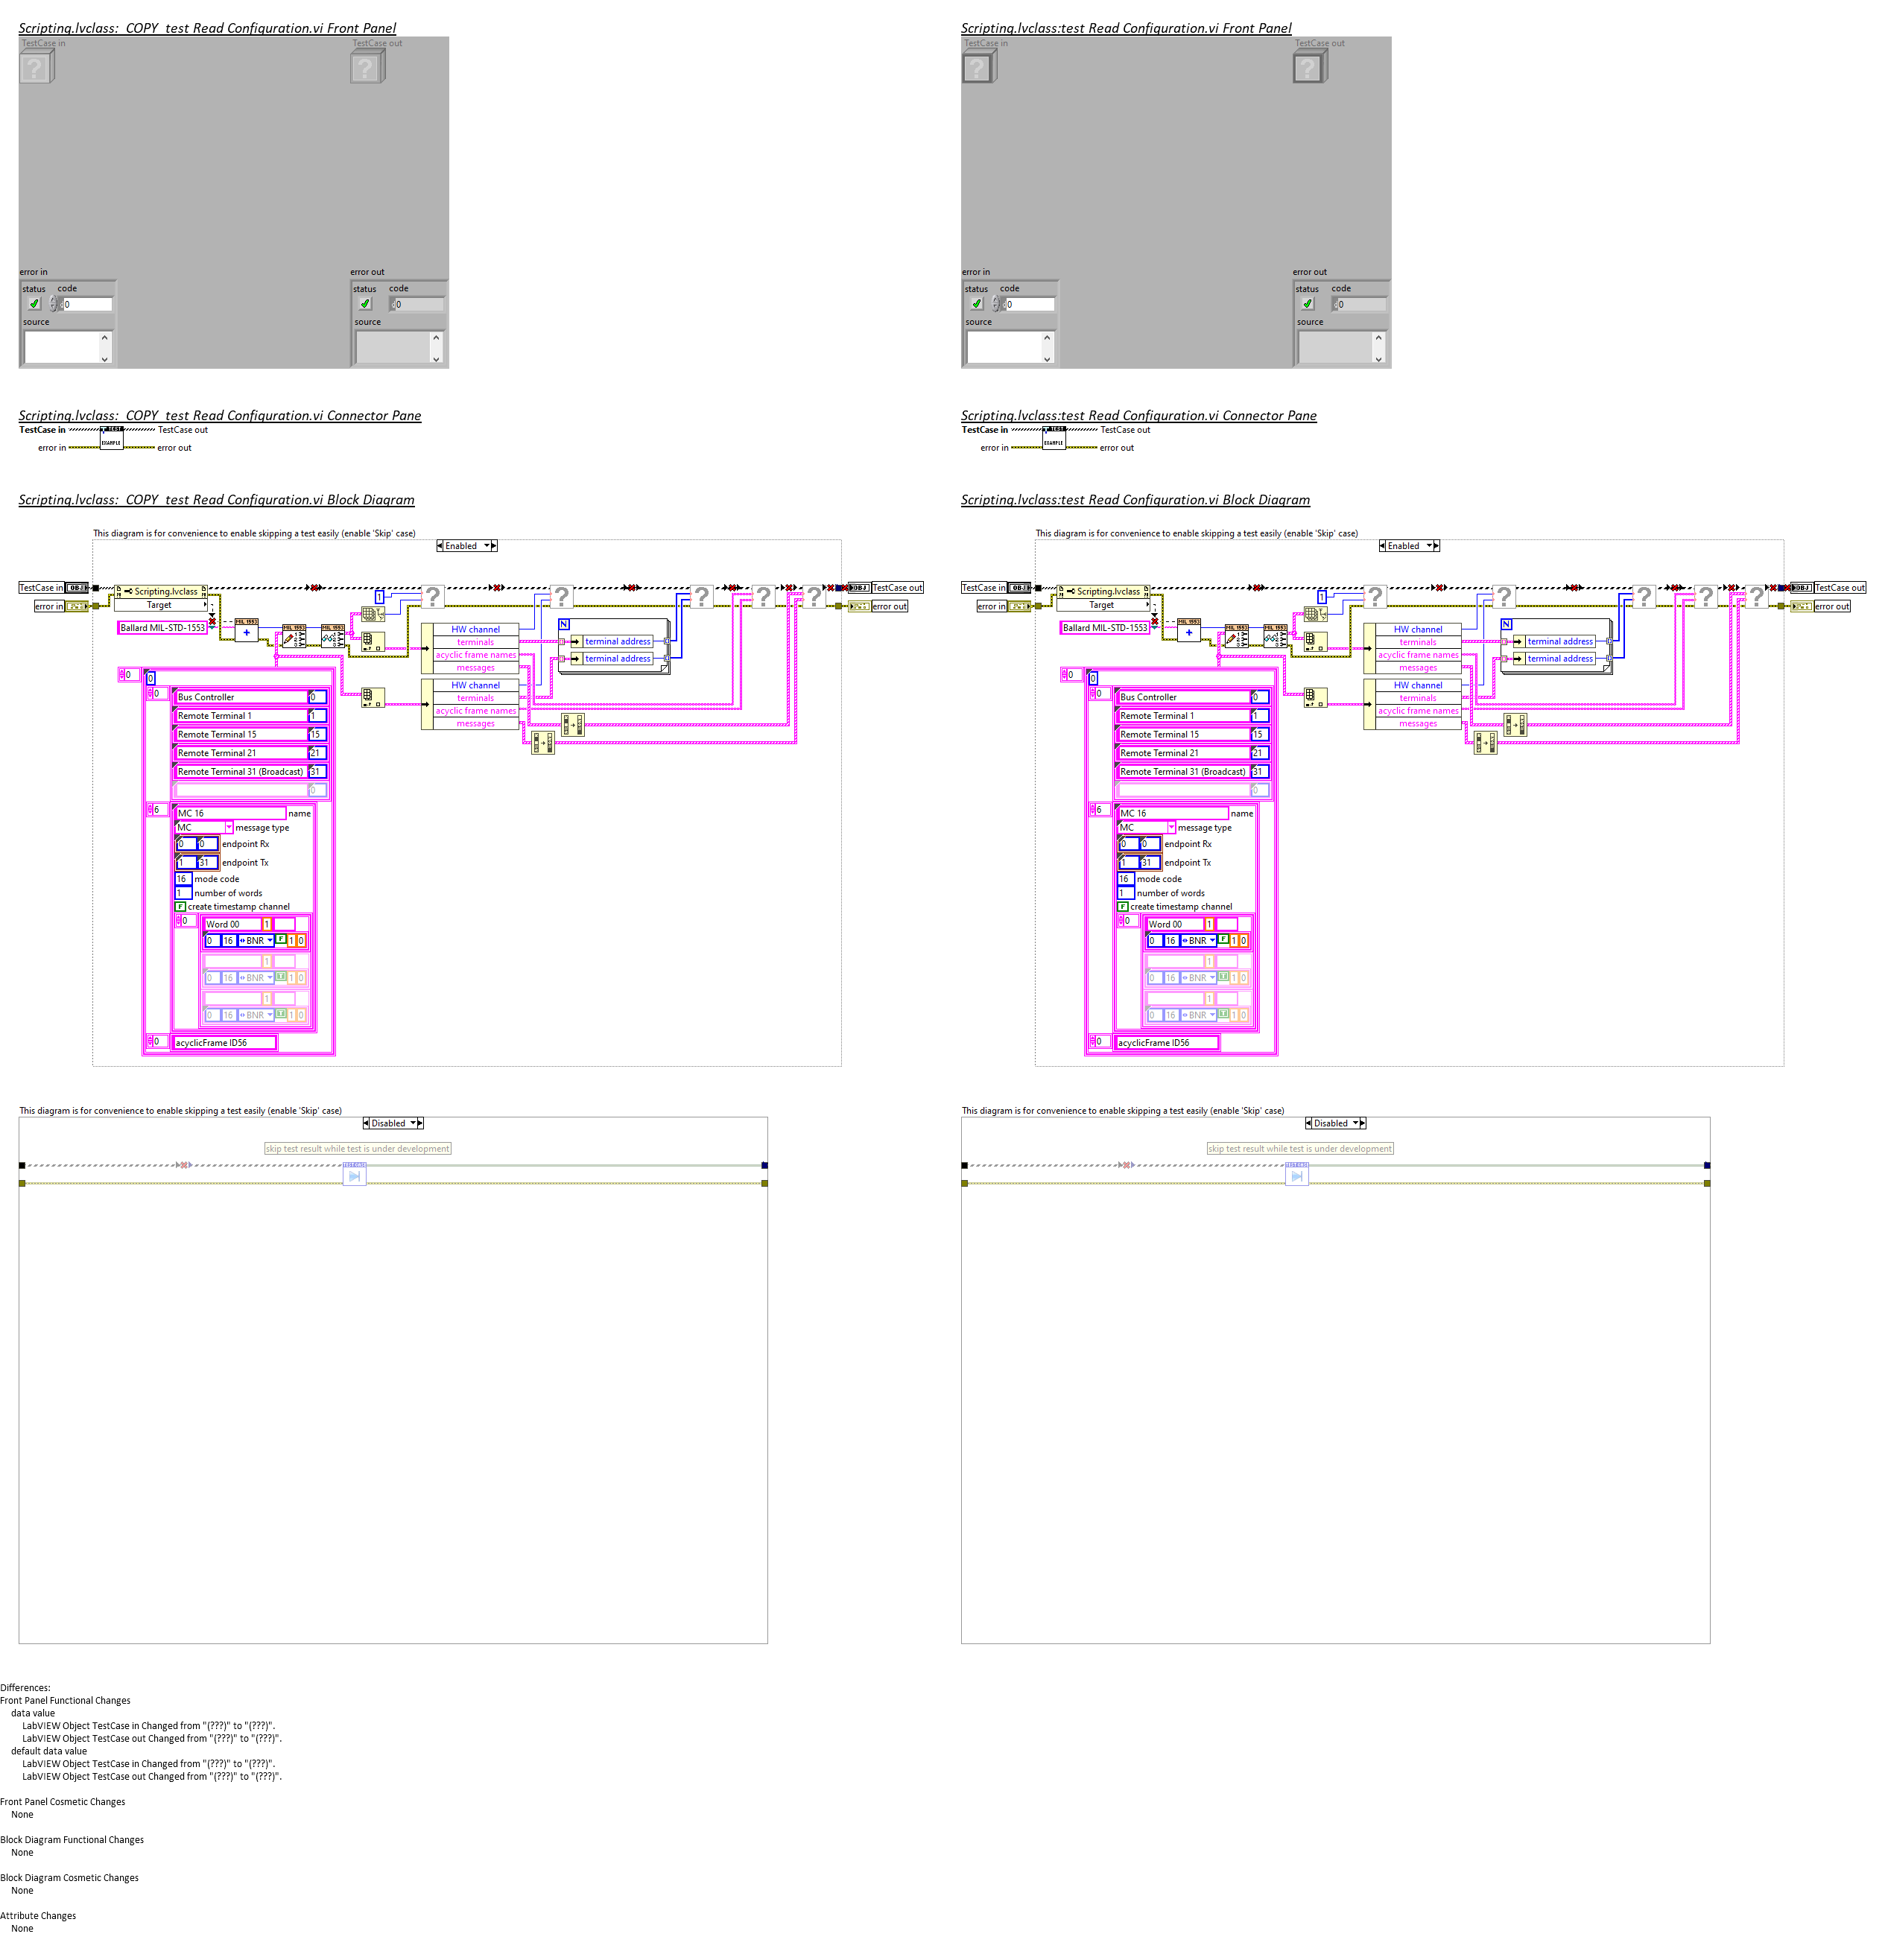 Scripting.lvclass:_COPY_test Read Configuration.vi Front Panel
TestCase in
TestCase out
error in
error out
status code
0
status code
0
source
source
Scripting.lvclass:test Read Configuration.vi Front Panel
TestCase in
TestCase out
error in
error out
status code
0
status code
0
source
source
Scripting.lvclass:_COPY_test Read Configuration.vi Connector Pane
TestCase in
TEST
EXAMPLE
TestCase out
error in
error out
Scripting.lvclass:test Read Configuration.vi Connector Pane
TestCase in
TEST
EXAMPLE
TestCase out
error in
error out
Scripting.lvclass:_COPY_test Read Configuration.vi Block Diagram
This diagram is for convenience to enable skipping a test easily (enable 'Skip' case)
Enabled
TestCase in
OBJ
error in
Scripting.lvclass
Target
Ballard MIL-STD-1553
MIL 1553
MIL 1553
MIL 1553
1
?
?
?
?
?
OBJ
TestCase out
error out
HW channel
terminals
acyclic frame names
messages
N
terminal address
terminal address
HW channel
terminals
acyclic frame names
messages
0
0
0
Bus Controller 0
Remote Terminal 1 1
Remote Terminal 15 15
Remote Terminal 21 21
Remote Terminal 31 (Broadcast) 31
0
6
MC 16 name
MC message type
0 0 endpoint Rx
1 31 endpoint Tx
16 mode code
1 number of words
F create timestamp channel
0
Word 00 1
0 16 BNR F 1 0
1
0 16 BNR 1 0
1
0 16 BNR 1 0
0
acyclicFrame ID56
Scripting.lvclass:test Read Configuration.vi Block Diagram
This diagram is for convenience to enable skipping a test easily (enable 'Skip' case)
Enabled
TestCase in
OBJ
error in
Scripting.lvclass
Target
Ballard MIL-STD-1553
MIL 1553
MIL 1553
MIL 1553
1
?
?
?
?
?
OBJ
TestCase out
error out
HW channel
terminals
acyclic frame names
messages
N
terminal address
terminal address
HW channel
terminals
acyclic frame names
messages
0
0
0
Bus Controller 0
Remote Terminal 1 1
Remote Terminal 15 15
Remote Terminal 21 21
Remote Terminal 31 (Broadcast) 31
0
6
MC 16 name
MC message type
0 0 endpoint Rx
1 31 endpoint Tx
16 mode code
1 number of words
F create timestamp channel
0
Word 00 1
0 16 BNR F 1 0
1
0 16 BNR 1 0
1
0 16 BNR 1 0
0
acyclicFrame ID56
This diagram is for convenience to enable skipping a test easily (enable 'Skip' case)
Disabled
skip test result while test is under development
This diagram is for convenience to enable skipping a test easily (enable 'Skip' case)
Disabled
skip test result while test is under development
Differences:
Front Panel Functional Changes
data value
LabVIEW Object TestCase in Changed from "(???)" to "(???)".
LabVIEW Object TestCase out Changed from "(???)" to "(???)".
default data value
LabVIEW Object TestCase in Changed from "(???)" to "(???)".
LabVIEW Object TestCase out Changed from "(???)" to "(???)".
Front Panel Cosmetic Changes
None
Block Diagram Functional Changes
None
Block Diagram Cosmetic Changes
None
Attribute Changes
None